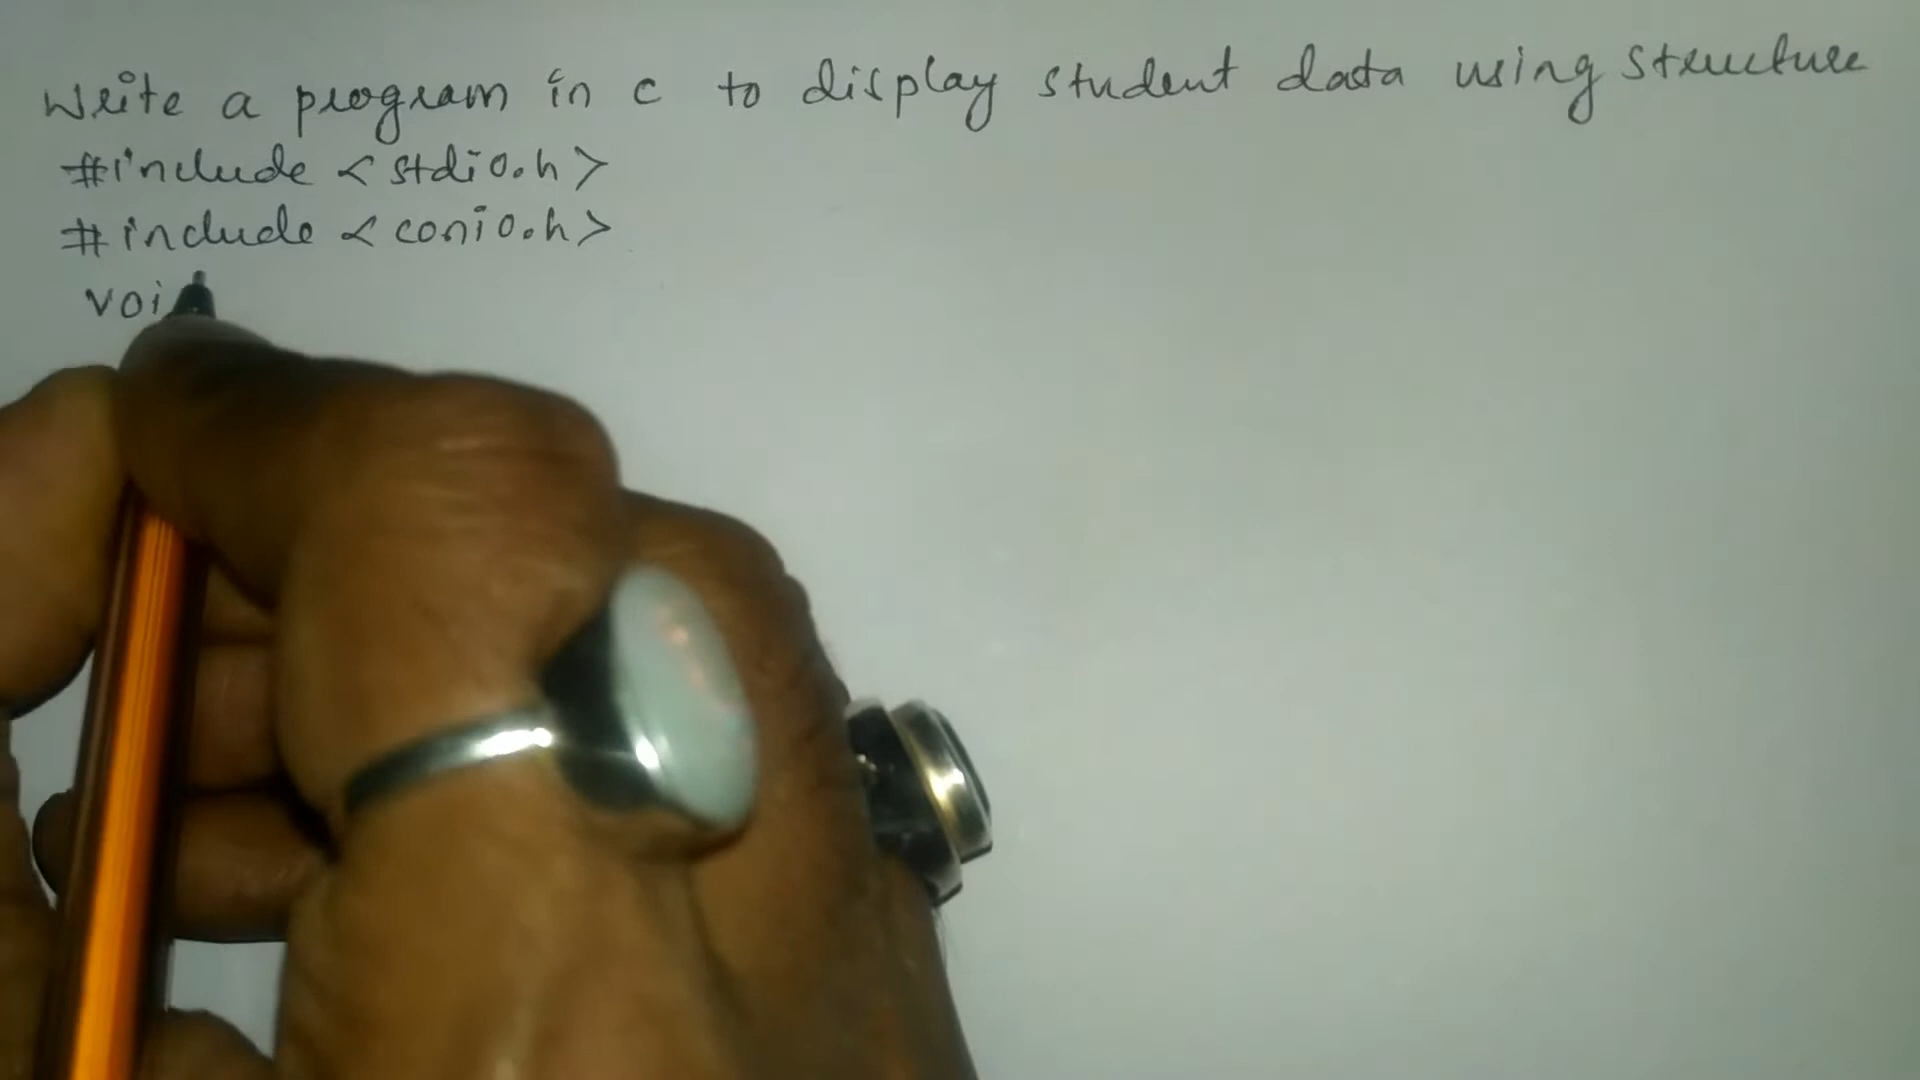 Write a program in c to display student data using structure
#include <stdio.h>
#include <conio.h>
voi